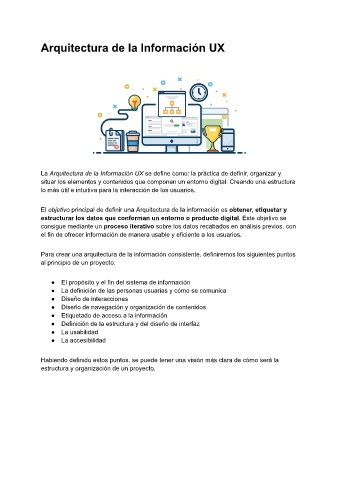 Arquitectura de la Información UX
La Arquitectura de la Información UX se define como: la práctica de definir, organizar y
situar los elementos y contenidos que componen un entorno digital. Creando una estructura
lo más útil e intuitiva para la interacción de los usuarios.
El objetivo principal de definir una Arquitectura de la información es obtener, etiquetar y
estructurar los datos que conforman un entorno o producto digital. Este objetivo se
consigue mediante un proceso iterativo sobre los datos recabados en análisis previos, con
el fin de ofrecer información de manera usable y eficiente a los usuarios.
Para crear una arquitectura de la información consistente, definiremos los siguientes puntos
al principio de un proyecto:
● El propósito y el fin del sistema de información
● La definición de las personas usuarias y cómo se comunica
● Diseño de interacciones
● Diseño de navegación y organización de contenidos
● Etiquetado de acceso a la información
● Definición de la estructura y del diseño de interfaz
● La usabilidad
● La accesibilidad
Habiendo definido estos puntos, se puede tener una visión más clara de cómo será la
estructura y organización de un proyecto.